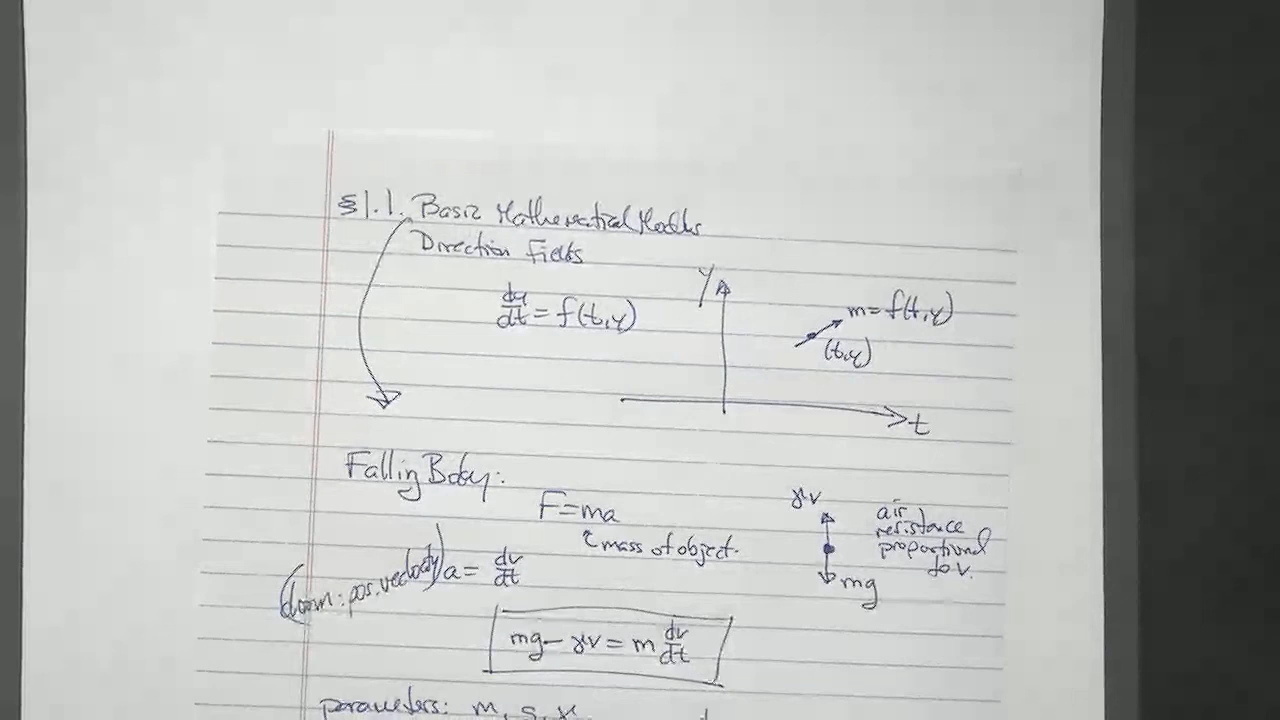 §1.1. Basic Mathematical Models
Direction Fields
dy/dt = f(t,y)
y
m=f(t,y)
(t,y)
t
Falling Body:
F=ma
mass of object.
γv
air
resistance
proportional
to v.
mg
(down: pos. velocity) a = dv/dt
mg − γv = m dv/dt
parameters: m, g, γ